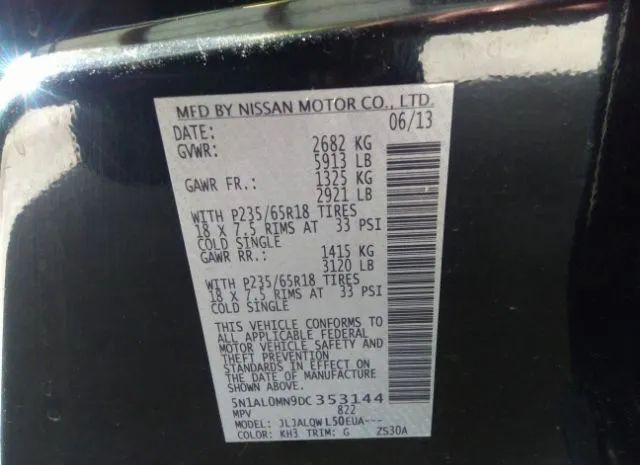 MFD BY NISSAN MOTOR CO., LTD.
DATE: 06/13
GVWR: 2682 KG
5913 LB
GAWR FR.: 1325 KG
2921 LB
WITH P235/65R18 TIRES
18 X 7.5 RIMS AT 33 PSI
COLD SINGLE
GAWR RR.: 1415 KG
3120 LB
WITH P235/65R18 TIRES
18 X 7.5 RIMS AT 33 PSI
COLD SINGLE
THIS VEHICLE CONFORMS TO
ALL APPLICABLE FEDERAL
MOTOR VEHICLE SAFETY AND
THEFT PREVENTION
STANDARDS IN EFFECT ON
THE DATE OF MANUFACTURE
SHOWN ABOVE.
5N1AL0MN9DC353144
MPV 822
MODEL: JLJALQWL50EUA---
COLOR: KH3 TRIM: G ZS30A